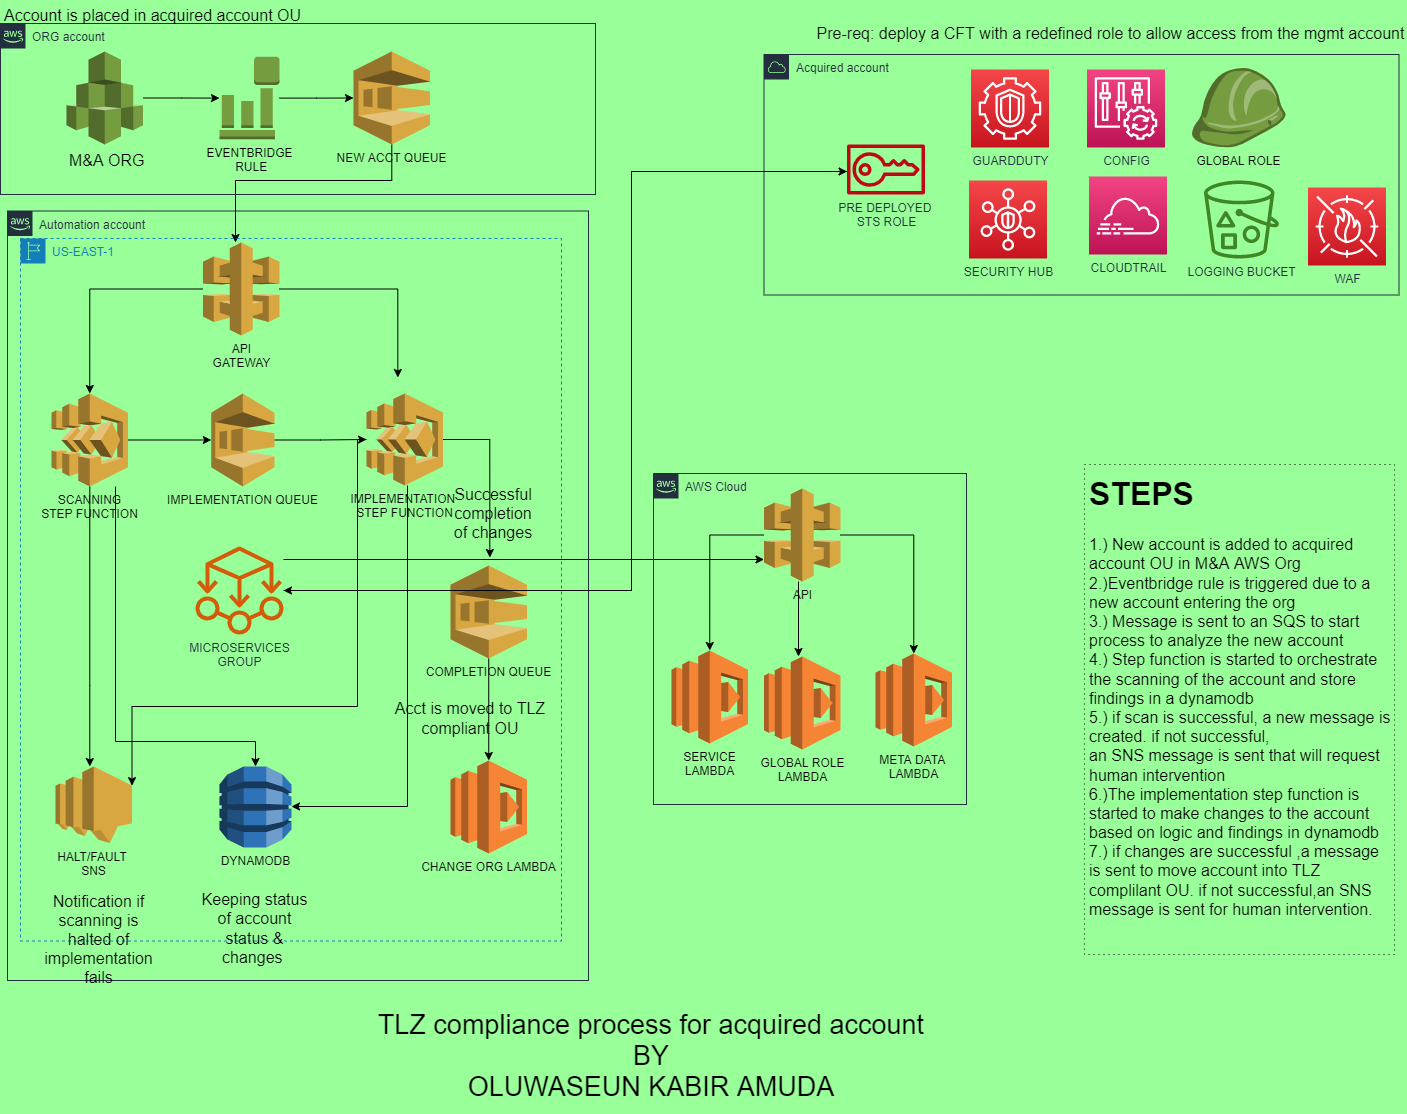 Account is placed in acquired account OU
aws
ORG account
M&A ORG
EVENTBRIDGE
RULE
NEW ACCT QUEUE
Pre-req: deploy a CFT with a redefined role to allow access from the mgmt account
Acquired account
GUARDDUTY
CONFIG
GLOBAL ROLE
PRE DEPLOYED
STS ROLE
SECURITY HUB
CLOUDTRAIL
LOGGING BUCKET
WAF
aws
Automation account
US-EAST-1
API
GATEWAY
SCANNING
STEP FUNCTION
IMPLEMENTATION QUEUE
IMPLEMENTATION
STEP FUNCTION
Successful
completion
of changes
MICROSERVICES
GROUP
COMPLETION QUEUE
Acct is moved to TLZ
compliant OU
HALT/FAULT
SNS
DYNAMODB
CHANGE ORG LAMBDA
Notification if
scanning is
halted of
implementation
fails
Keeping status
of account
status &
changes
aws
AWS Cloud
API
SERVICE
LAMBDA
GLOBAL ROLE
LAMBDA
META DATA
LAMBDA
STEPS
1.) New account is added to acquired
account OU in M&A AWS Org
2.)Eventbridge rule is triggered due to a
new account entering the org
3.) Message is sent to an SQS to start
process to analyze the new account
4.) Step function is started to orchestrate
the scanning of the account and store
findings in a dynamodb
5.) if scan is successful, a new message is
created. if not successful,
an SNS message is sent that will request
human intervention
6.)The implementation step function is
started to make changes to the account
based on logic and findings in dynamodb
7.) if changes are successful ,a message
is sent to move account into TLZ
complilant OU. if not successful,an SNS
message is sent for human intervention.
TLZ compliance process for acquired account
BY
OLUWASEUN KABIR AMUDA